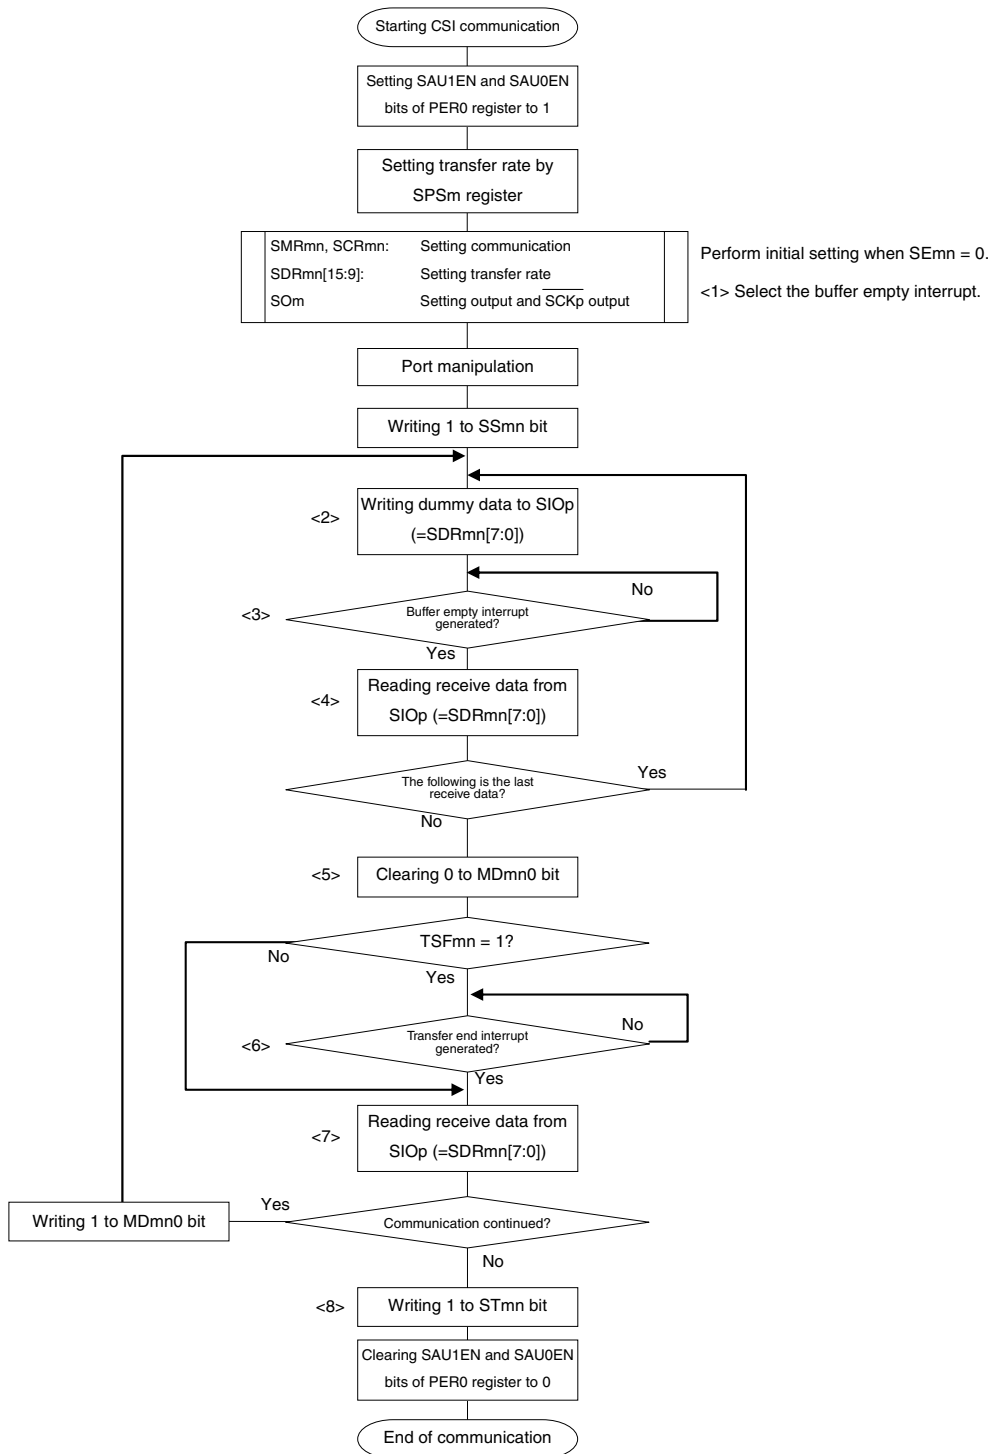 Starting CSI communication
Setting SAU1EN and SAU0EN
bits of PER0 register to 1
Setting transfer rate by
SPSm register
SMRmn, SCRmn: Setting communication
SDRmn[15:9]: Setting transfer rate
SOm Setting output and SCKp output
Perform initial setting when SEmn = 0.
<1> Select the buffer empty interrupt.
Port manipulation
Writing 1 to SSmn bit
<2>
Writing dummy data to SIOp
(=SDRmn[7:0])
No
<3>
Buffer empty interrupt
generated?
Yes
<4>
Reading receive data from
SIOp (=SDRmn[7:0])
The following is the last
receive data?
Yes
No
<5>
Clearing 0 to MDmn0 bit
TSFmn = 1?
No
Yes
<6>
Transfer end interrupt
generated?
No
Yes
<7>
Reading receive data from
SIOp (=SDRmn[7:0])
Writing 1 to MDmn0 bit
Yes
Communication continued?
No
<8>
Writing 1 to STmn bit
Clearing SAU1EN and SAU0EN
bits of PER0 register to 0
End of communication